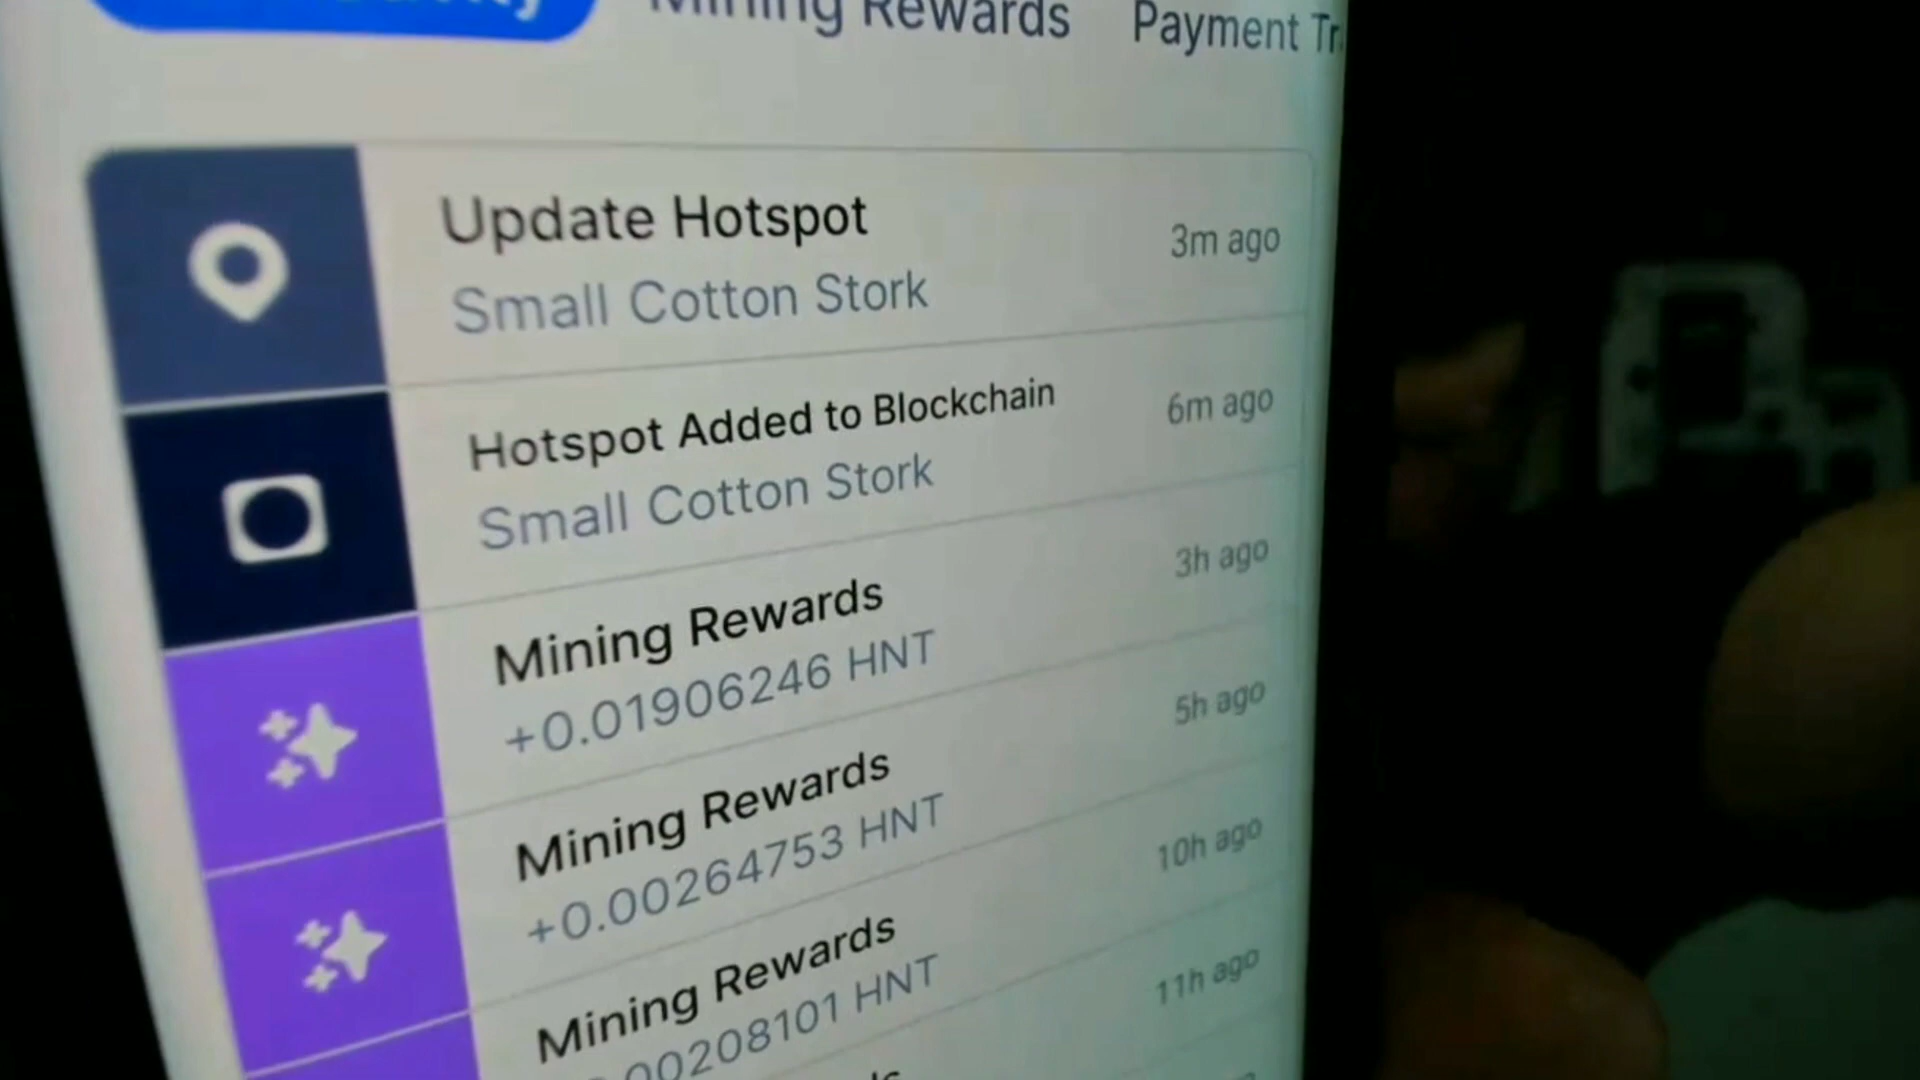 Mining Rewards Payment
Update Hotspot 3m ago
Small Cotton Stork
Hotspot Added to Blockchain 6m ago
Small Cotton Stork
Mining Rewards 3h ago
+0.01906246 HNT
Mining Rewards 5h ago
+0.00264753 HNT
Mining Rewards 10h ago
00208101 HNT
11h ago